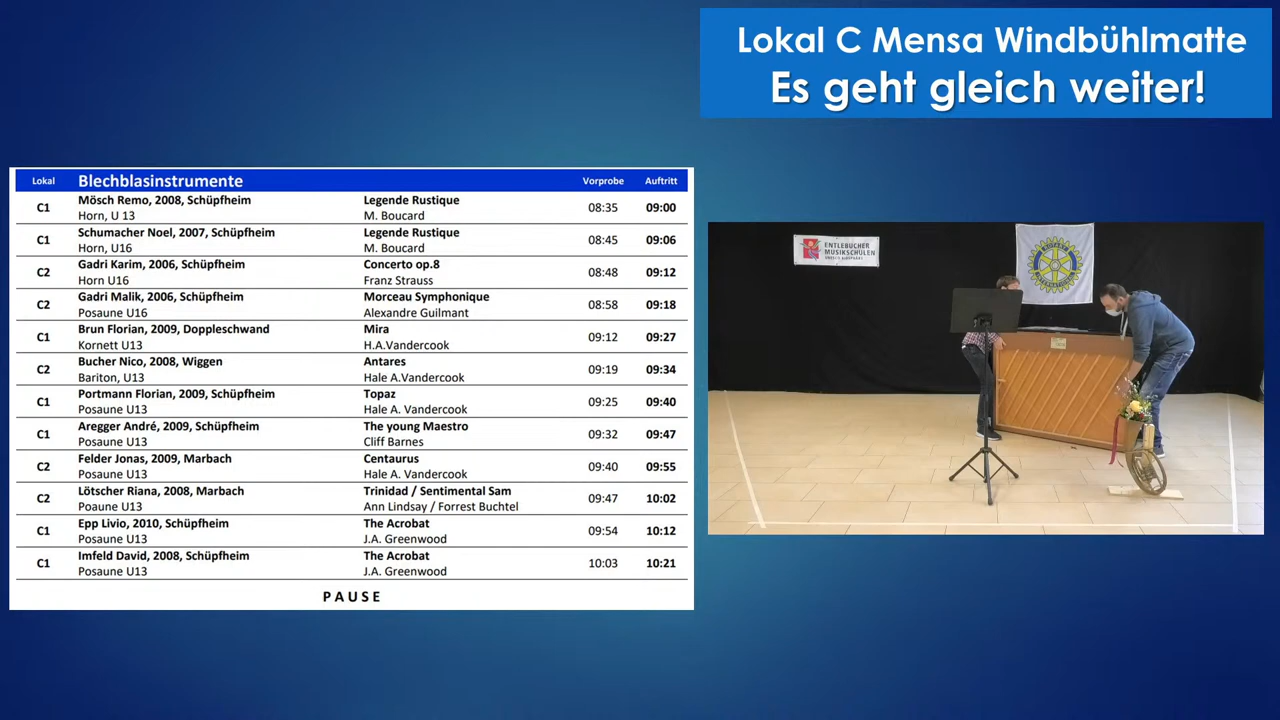 Lokal C Mensa Windbühlmatte
Es geht gleich weiter!
Lokal Blechblasinstrumente Vorprobe Auftritt
C1 Mösch Remo, 2008, Schüpfheim Legende Rustique 08:35 09:00
Horn, U 13 M. Boucard
C1 Schumacher Noel, 2007, Schüpfheim Legende Rustique 08:45 09:06
Horn, U16 M. Boucard
C2 Gadri Karim, 2006, Schüpfheim Concerto op.8 08:48 09:12
Horn U16 Franz Strauss
C2 Gadri Malik, 2006, Schüpfheim Morceau Symphonique 08:58 09:18
Posaune U16 Alexandre Guilmant
C1 Brun Florian, 2009, Doppleschwand Mira 09:12 09:27
Kornett U13 H.A.Vandercook
C2 Bucher Nico, 2008, Wiggen Antares 09:19 09:34
Bariton, U13 Hale A.Vandercook
C1 Portmann Florian, 2009, Schüpfheim Topaz 09:25 09:40
Posaune U13 Hale A. Vandercook
C1 Aregger André, 2009, Schüpfheim The young Maestro 09:32 09:47
Posaune U13 Cliff Barnes
C2 Felder Jonas, 2009, Marbach Centaurus 09:40 09:55
Posaune U13 Hale A. Vandercook
C2 Lötscher Riana, 2008, Marbach Trinidad / Sentimental Sam 09:47 10:02
Poaune U13 Ann Lindsay / Forrest Buchtel
C1 Epp Livio, 2010, Schüpfheim The Acrobat 09:54 10:12
Posaune U13 J.A. Greenwood
C1 Imfeld David, 2008, Schüpfheim The Acrobat 10:03 10:21
Posaune U13 J.A. Greenwood
PAUSE
ENTLEBUCHER
MUSIKSCHULEN
ROTARY
INTERNATIONAL